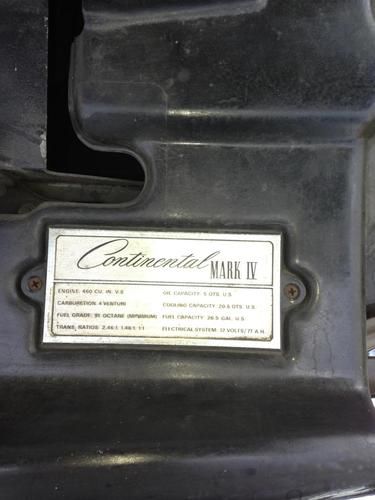 Continental MARK IV
ENGINE: 460 CU. IN. V-8
CARBURETION: 4 VENTURI
FUEL GRADE: 91 OCTANE (MINIMUM)
TRANS. RATIOS: 2.46:1 1.46:1 1:1
OIL CAPACITY: 5 QTS. U.S.
COOLING CAPACITY: 20.5 QTS. U.S.
FUEL CAPACITY: 26.5 GAL. U.S.
ELECTRICAL SYSTEM: 12 VOLTS/77 A.H.